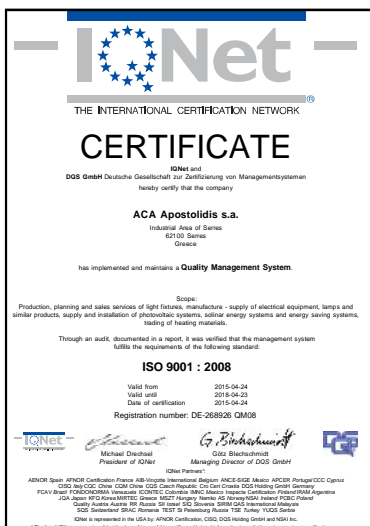 IQNet
®
THE INTERNATIONAL CERTIFICATION NETWORK
CERTIFICATE
IQNet and
DQS GmbH Deutsche Gesellschaft zur Zertifizierung von Managementsystemen
hereby certify that the company
ACA Apostolidis s.a.
Industrial Area of Serres
62100 Serres
Greece
has implemented and maintains a Quality Management System.
Scope:
Production, planning and sales services of light fixtures, manufacture - supply of electrical equipment, lamps and
similar products, supply and installation of photovoltaic systems, solinar energy systems and energy saving systems,
trading of heating materials.
Through an audit, documented in a report, it was verified that the management system
fulfills the requirements of the following standard:
ISO 9001 : 2008
Valid from 2015-04-24
Valid until 2018-04-23
Date of certification 2015-04-24
Registration number: DE-268926 QM08
IQNet
DQS
Michael Drechsel Götz Blechschmidt
President of IQNet Managing Director of DQS GmbH
IQNet Partners*:
AENOR Spain AFNOR Certification France AIB-Vinçotte International Belgium ANCE-SIGE Mexico APCER Portugal CCC Cyprus
CISQ Italy CQC China CQM China CQS Czech Republic Cro Cert Croatia DQS Holding GmbH Germany
FCAV Brazil FONDONORMA Venezuela ICONTEC Colombia IMNC Mexico Inspecta Certification Finland IRAM Argentina
JQA Japan KFQ Korea MIRTEC Greece MSZT Hungary Nemko AS Norway NSAI Ireland PCBC Poland
Quality Austria Austria RR Russia SII Israel SIQ Slovenia SIRIM QAS International Malaysia
SQS Switzerland SRAC Romania TEST St Petersburg Russia TSE Turkey YUQS Serbia
IQNet is represented in the USA by: AFNOR Certification, CISQ, DQS Holding GmbH and NSAI Inc.